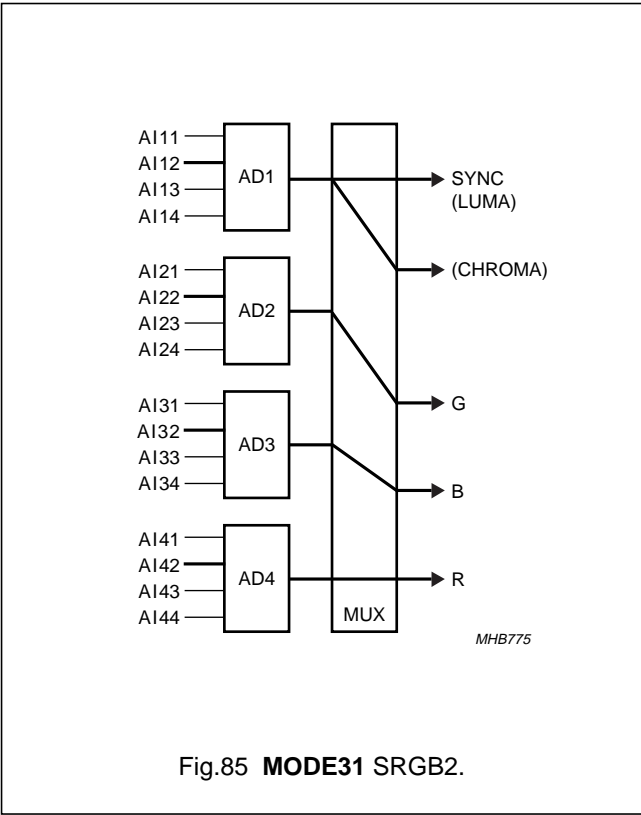 AI11
AI12
AI13
AI14
AD1
SYNC
(LUMA)
(CHROMA)
AI21
AI22
AI23
AI24
AD2
G
AI31
AI32
AI33
AI34
AD3
B
AI41
AI42
AI43
AI44
AD4
R
MUX
MHB775
Fig.85 MODE31 SRGB2.